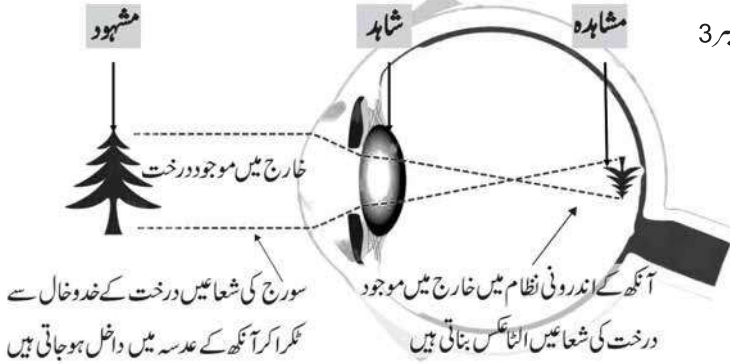 مشاہدہ
شاہد
مشہود
خارج میں موجود درخت
آنکھ کے اندرونی نظام میں خارج میں موجود
درخت کی شعاعیں الٹا عکس بناتی ہیں
سورج کی شعاعیں درخت کے خدوخال سے
ٹکرا کر آنکھ کے عدسہ میں داخل ہوجاتی ہیں
3